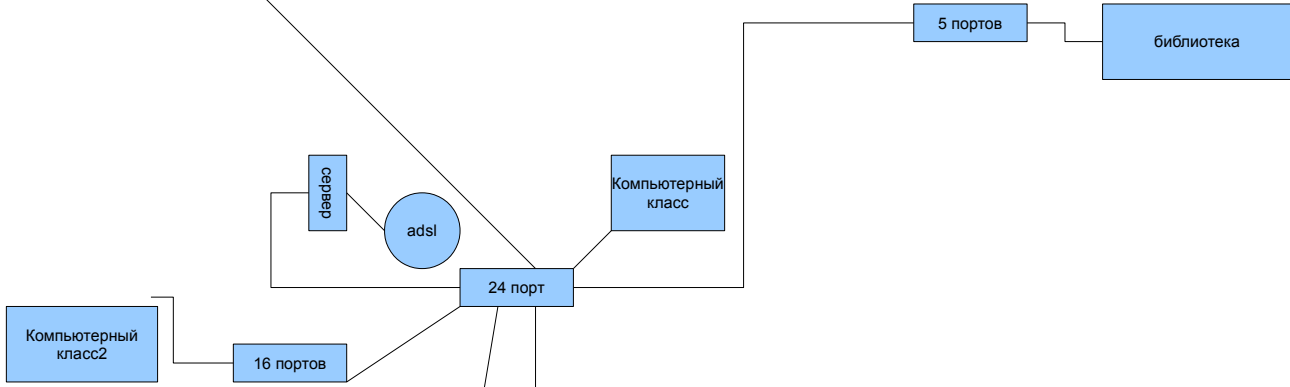 5 портов
библиотека
сервер
Компьютерный
класс
adsl
24 порт
Компьютерный
класс2
16 портов